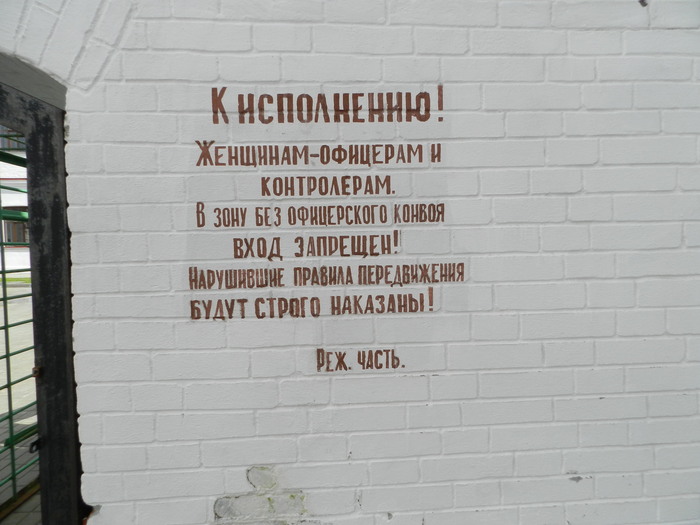 К ИСПОЛНЕНИЮ!
ЖЕНЩИНАМ-ОФИЦЕРАМ И
КОНТРОЛЕРАМ.
В ЗОНУ БЕЗ ОФИЦЕРСКОГО КОНВОЯ
ВХОД ЗАПРЕЩЕН!
НАРУШИВШИЕ ПРАВИЛА ПЕРЕДВИЖЕНИЯ
БУДУТ СТРОГО НАКАЗАНЫ!
РЕЖ. ЧАСТЬ.